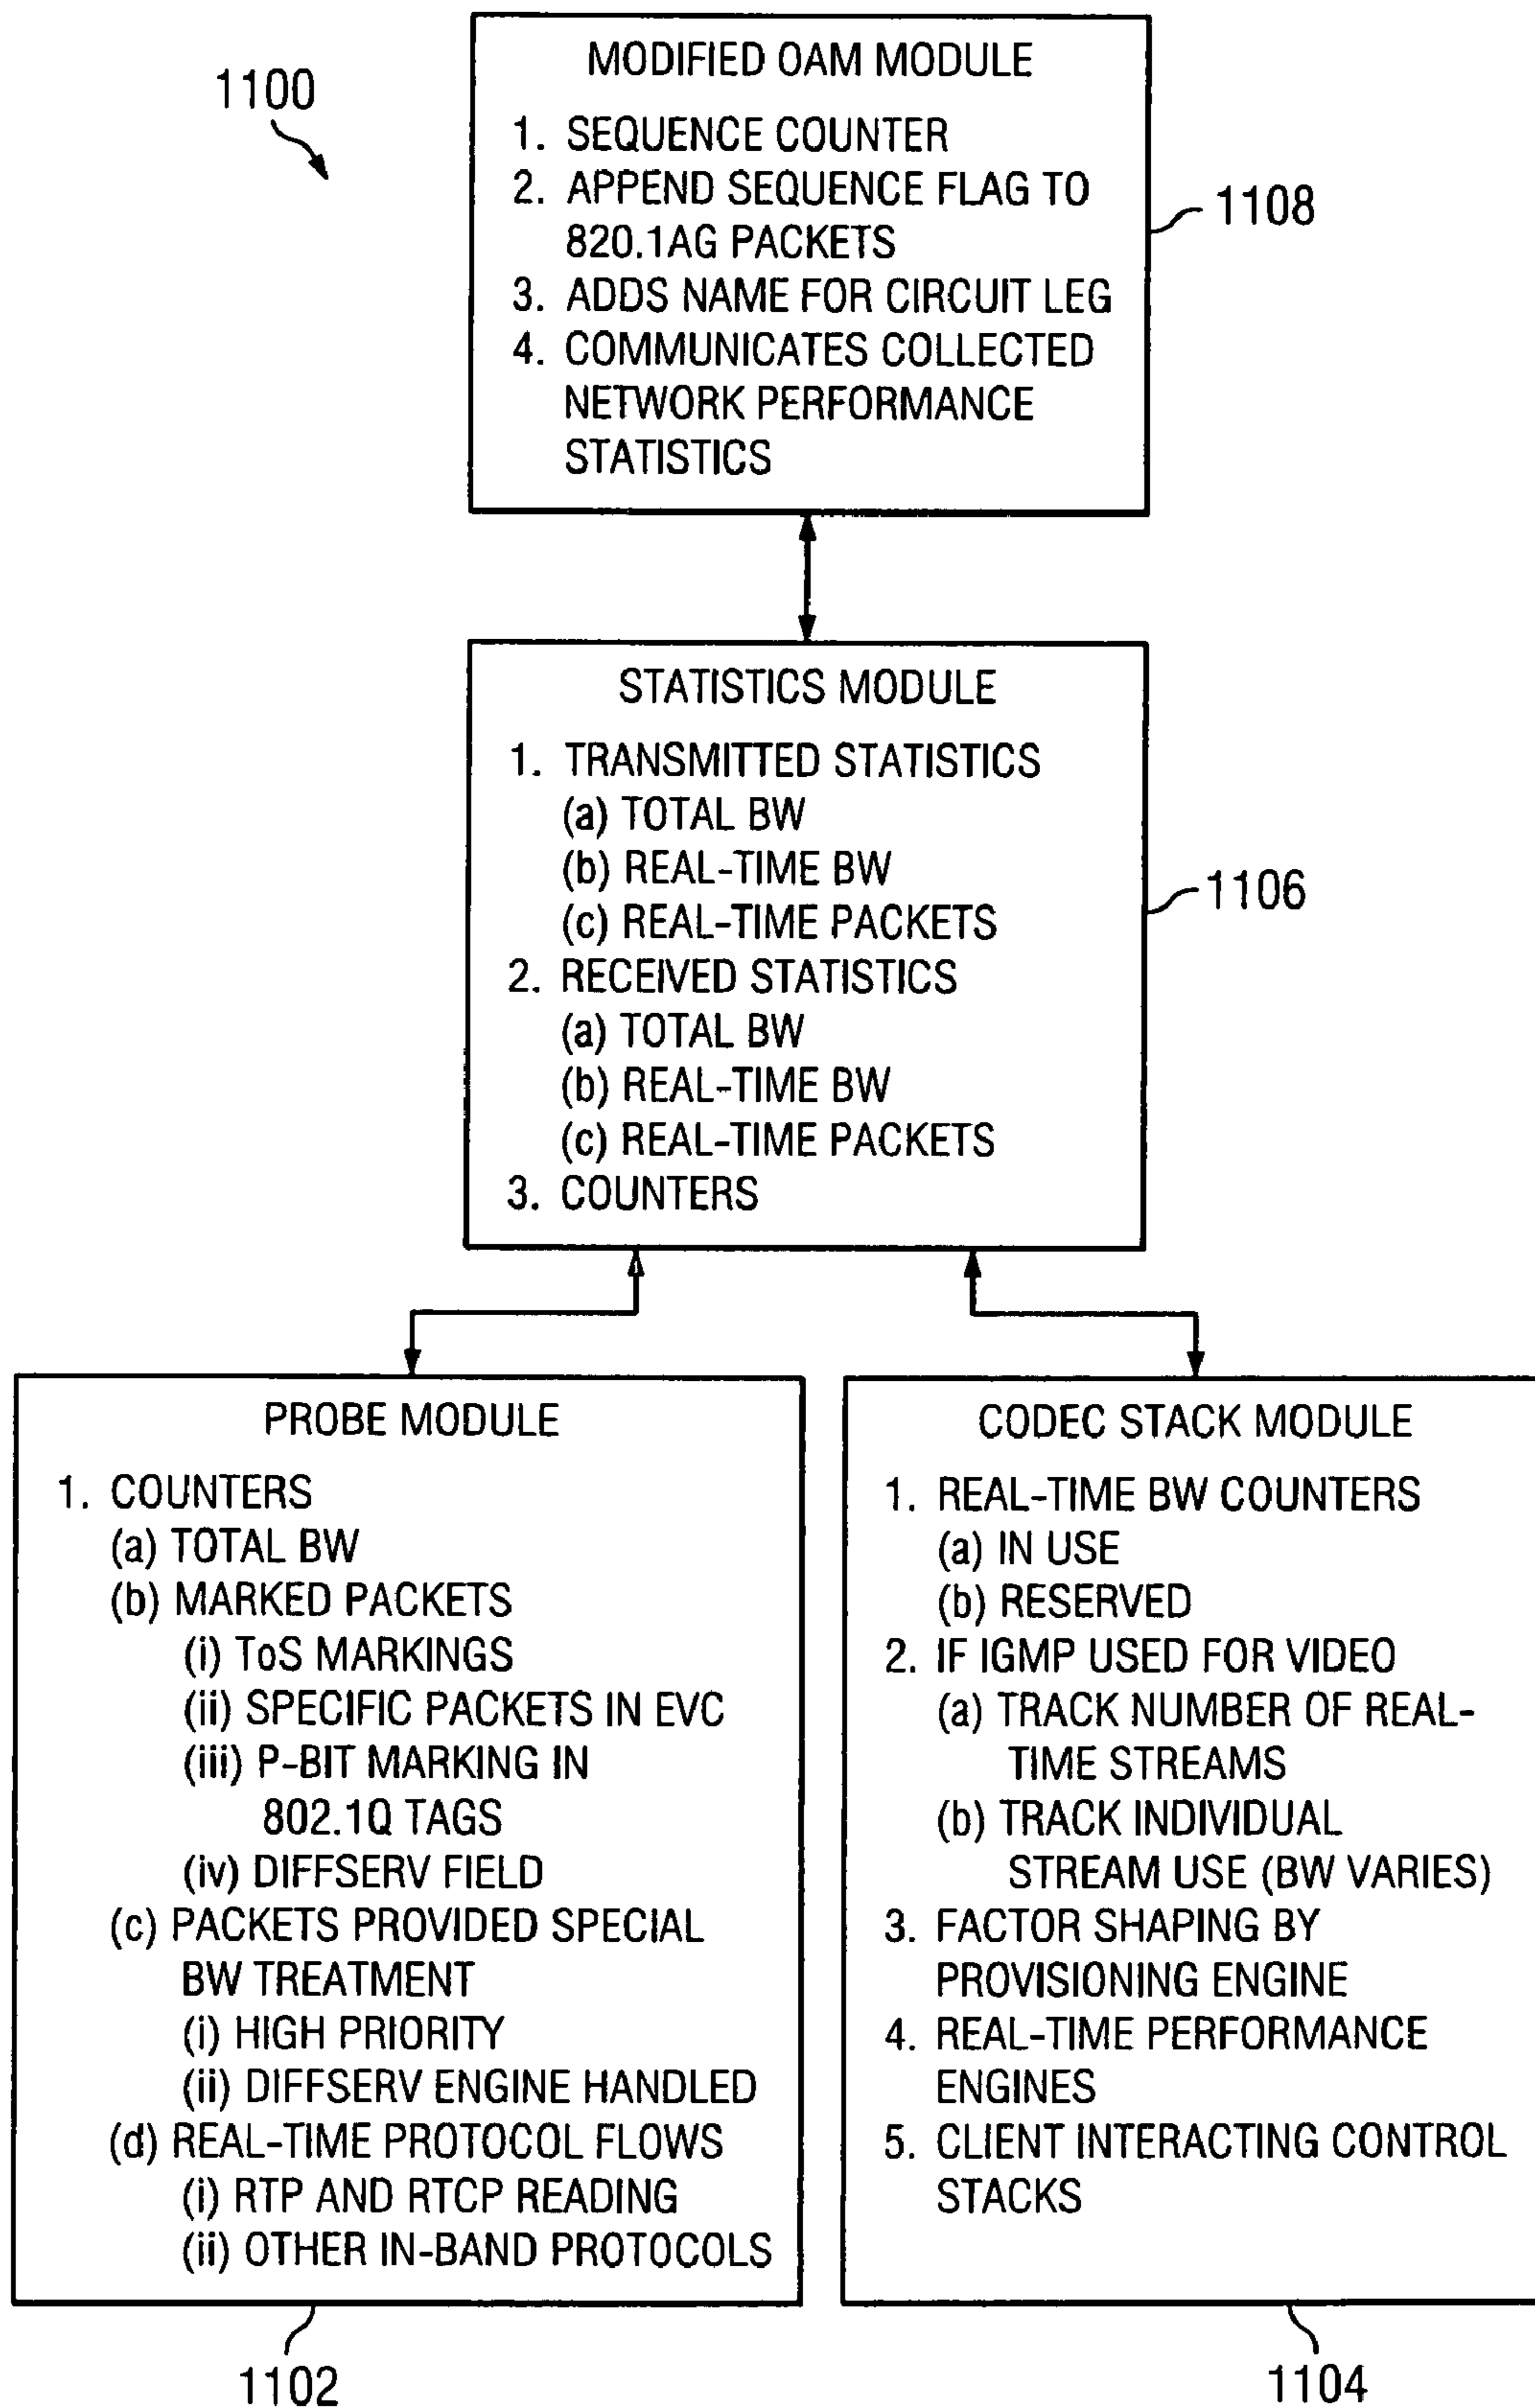 1100
MODIFIED OAM MODULE
1. SEQUENCE COUNTER
2. APPEND SEQUENCE FLAG TO
820.1AG PACKETS
3. ADDS NAME FOR CIRCUIT LEG
4. COMMUNICATES COLLECTED
NETWORK PERFORMANCE
STATISTICS
1108
STATISTICS MODULE
1. TRANSMITTED STATISTICS
(a) TOTAL BW
(b) REAL-TIME BW
(c) REAL-TIME PACKETS
2. RECEIVED STATISTICS
(a) TOTAL BW
(b) REAL-TIME BW
(c) REAL-TIME PACKETS
3. COUNTERS
1106
PROBE MODULE
1. COUNTERS
(a) TOTAL BW
(b) MARKED PACKETS
(i) ToS MARKINGS
(ii) SPECIFIC PACKETS IN EVC
(iii) P-BIT MARKING IN
802.1Q TAGS
(iv) DIFFSERV FIELD
(c) PACKETS PROVIDED SPECIAL
BW TREATMENT
(i) HIGH PRIORITY
(ii) DIFFSERV ENGINE HANDLED
(d) REAL-TIME PROTOCOL FLOWS
(i) RTP AND RTCP READING
(ii) OTHER IN-BAND PROTOCOLS
1102
CODEC STACK MODULE
1. REAL-TIME BW COUNTERS
(a) IN USE
(b) RESERVED
2. IF IGMP USED FOR VIDEO
(a) TRACK NUMBER OF REAL-
TIME STREAMS
(b) TRACK INDIVIDUAL
STREAM USE (BW VARIES)
3. FACTOR SHAPING BY
PROVISIONING ENGINE
4. REAL-TIME PERFORMANCE
ENGINES
5. CLIENT INTERACTING CONTROL
STACKS
1104